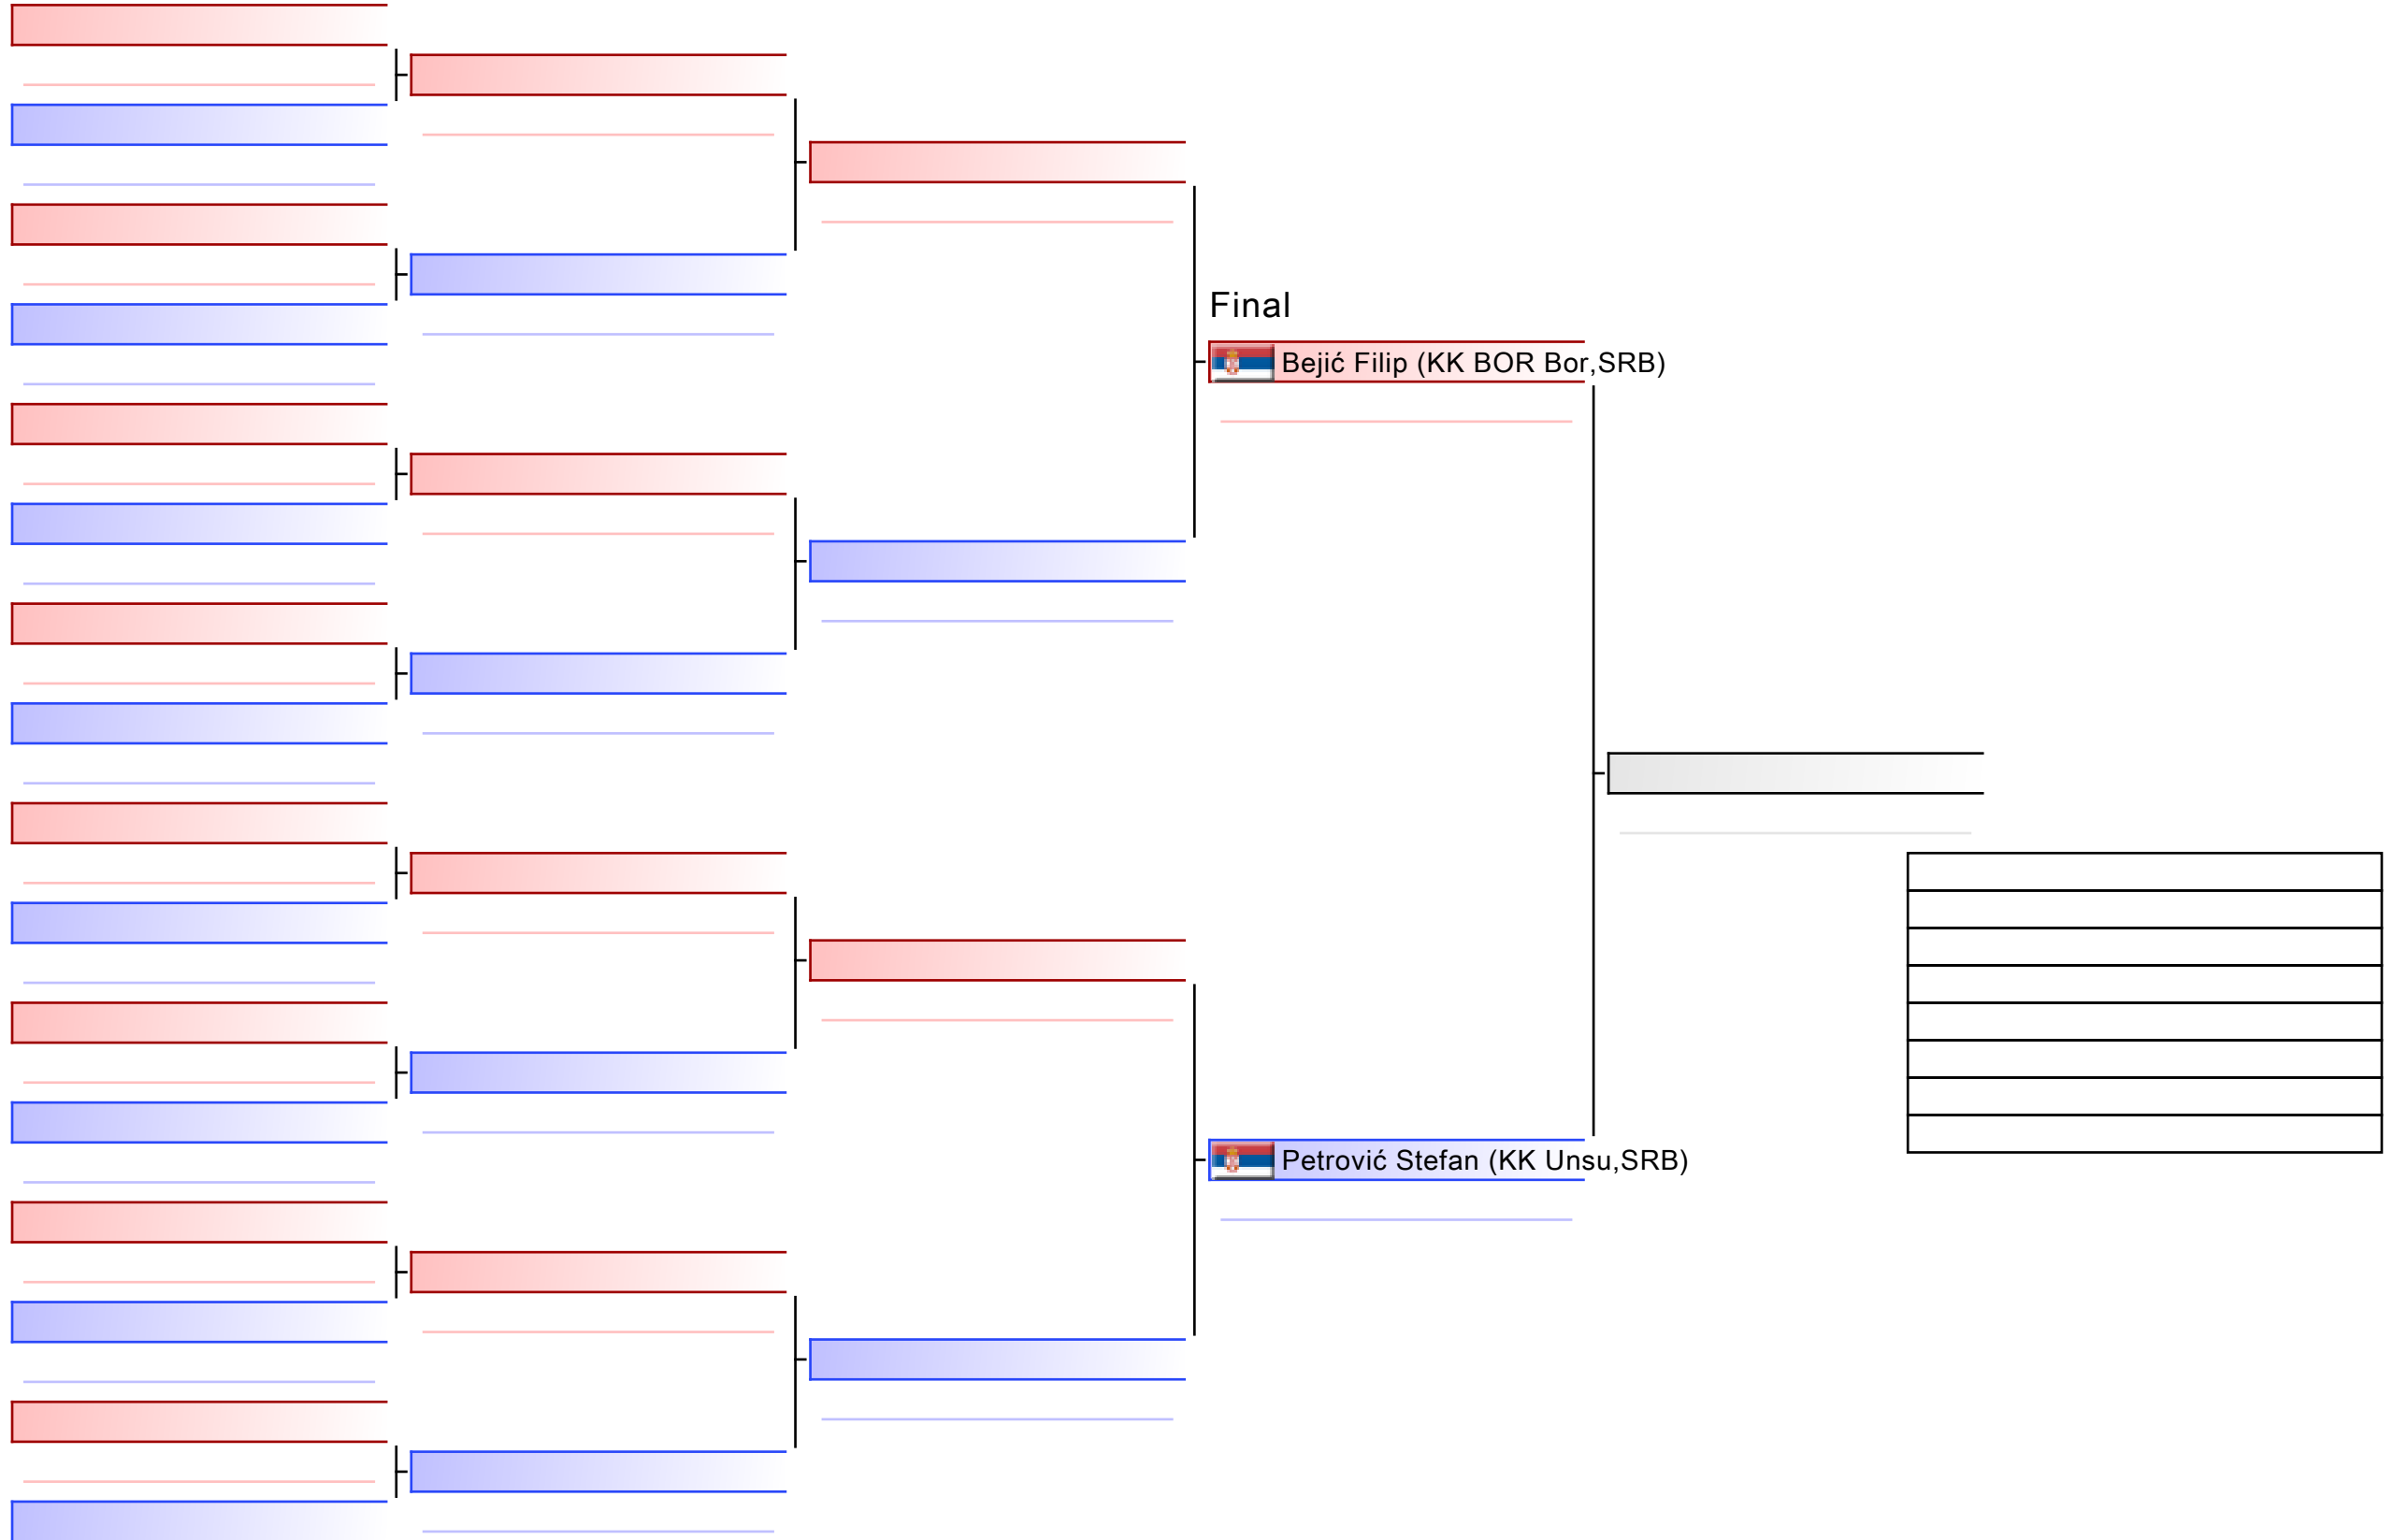 Final
Bejić Filip (KK BOR Bor,SRB)
Petrović Stefan (KK Unsu,SRB)